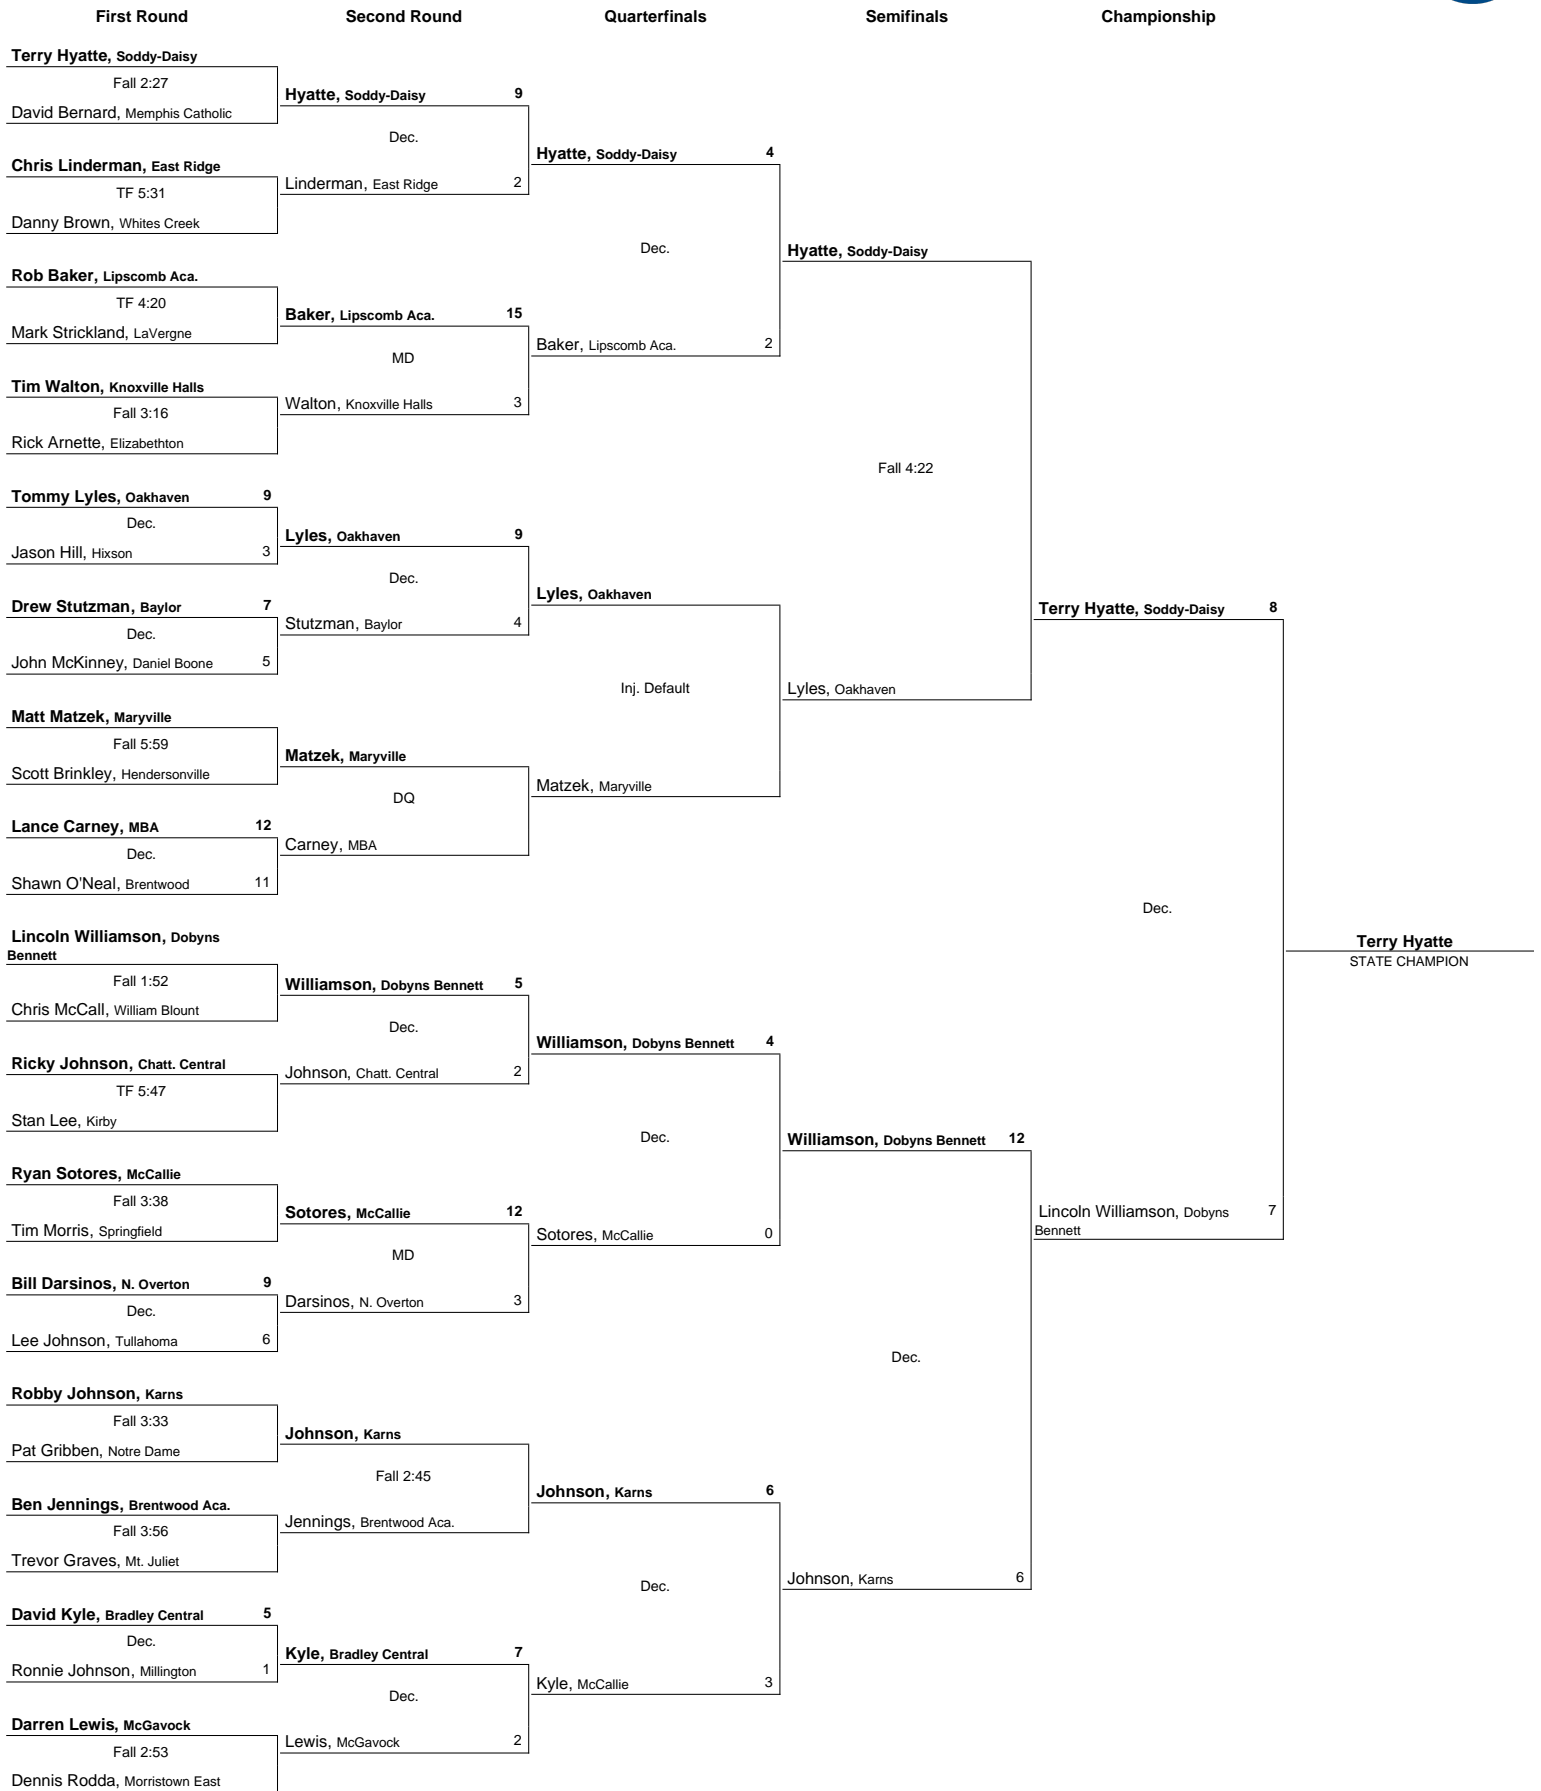 First Round
Second Round
Quarterfinals
Semifinals
Championship
Terry Hyatte, Soddy-Daisy
Fall 2:27
David Bernard, Memphis Catholic
Chris Linderman, East Ridge
TF 5:31
Danny Brown, Whites Creek
Rob Baker, Lipscomb Aca.
TF 4:20
Mark Strickland, LaVergne
Tim Walton, Knoxville Halls
Fall 3:16
Rick Arnette, Elizabethton
Tommy Lyles, Oakhaven 9
Dec.
Jason Hill, Hixson 3
Drew Stutzman, Baylor 7
Dec.
John McKinney, Daniel Boone 5
Matt Matzek, Maryville
Fall 5:59
Scott Brinkley, Hendersonville
Lance Carney, MBA 12
Dec.
Shawn O'Neal, Brentwood 11
Lincoln Williamson, Dobyns
Bennett
Fall 1:52
Chris McCall, William Blount
Ricky Johnson, Chatt. Central
TF 5:47
Stan Lee, Kirby
Ryan Sotores, McCallie
Fall 3:38
Tim Morris, Springfield
Bill Darsinos, N. Overton 9
Dec.
Lee Johnson, Tullahoma 6
Robby Johnson, Karns
Fall 3:33
Pat Gribben, Notre Dame
Ben Jennings, Brentwood Aca.
Fall 3:56
Trevor Graves, Mt. Juliet
David Kyle, Bradley Central 5
Dec.
Ronnie Johnson, Millington 1
Darren Lewis, McGavock
Fall 2:53
Dennis Rodda, Morristown East
Hyatte, Soddy-Daisy 9
Dec.
Linderman, East Ridge 2
Baker, Lipscomb Aca. 15
MD
Walton, Knoxville Halls 3
Lyles, Oakhaven 9
Dec.
Stutzman, Baylor 4
Matzek, Maryville
DQ
Carney, MBA
Williamson, Dobyns Bennett 5
Dec.
Johnson, Chatt. Central 2
Sotores, McCallie 12
MD
Darsinos, N. Overton 3
Johnson, Karns
Fall 2:45
Jennings, Brentwood Aca.
Kyle, Bradley Central 7
Dec.
Lewis, McGavock 2
Hyatte, Soddy-Daisy 4
Dec.
Baker, Lipscomb Aca. 2
Lyles, Oakhaven
Inj. Default
Matzek, Maryville
Williamson, Dobyns Bennett 4
Dec.
Sotores, McCallie 0
Johnson, Karns 6
Dec.
Kyle, McCallie 3
Hyatte, Soddy-Daisy
Fall 4:22
Lyles, Oakhaven
Williamson, Dobyns Bennett 12
Dec.
Johnson, Karns 6
Terry Hyatte, Soddy-Daisy 8
Dec.
Lincoln Williamson, Dobyns 7
Bennett
Terry Hyatte
STATE CHAMPION